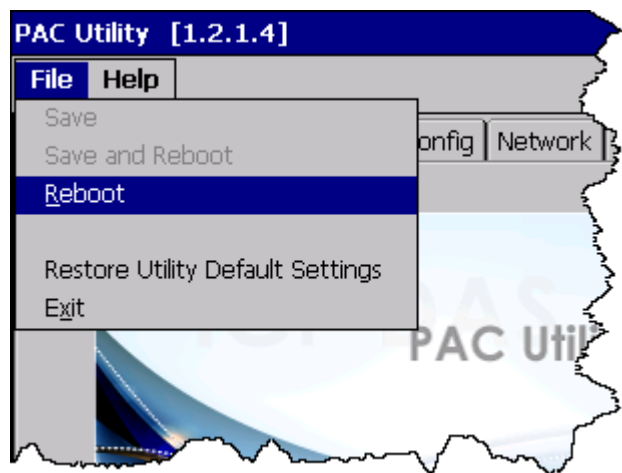 PAC Utility [1.2.1.4]
File Help
Save
Save and Reboot
onfig Network
Reboot
Restore Utility Default Settings
Exit
PAC Util